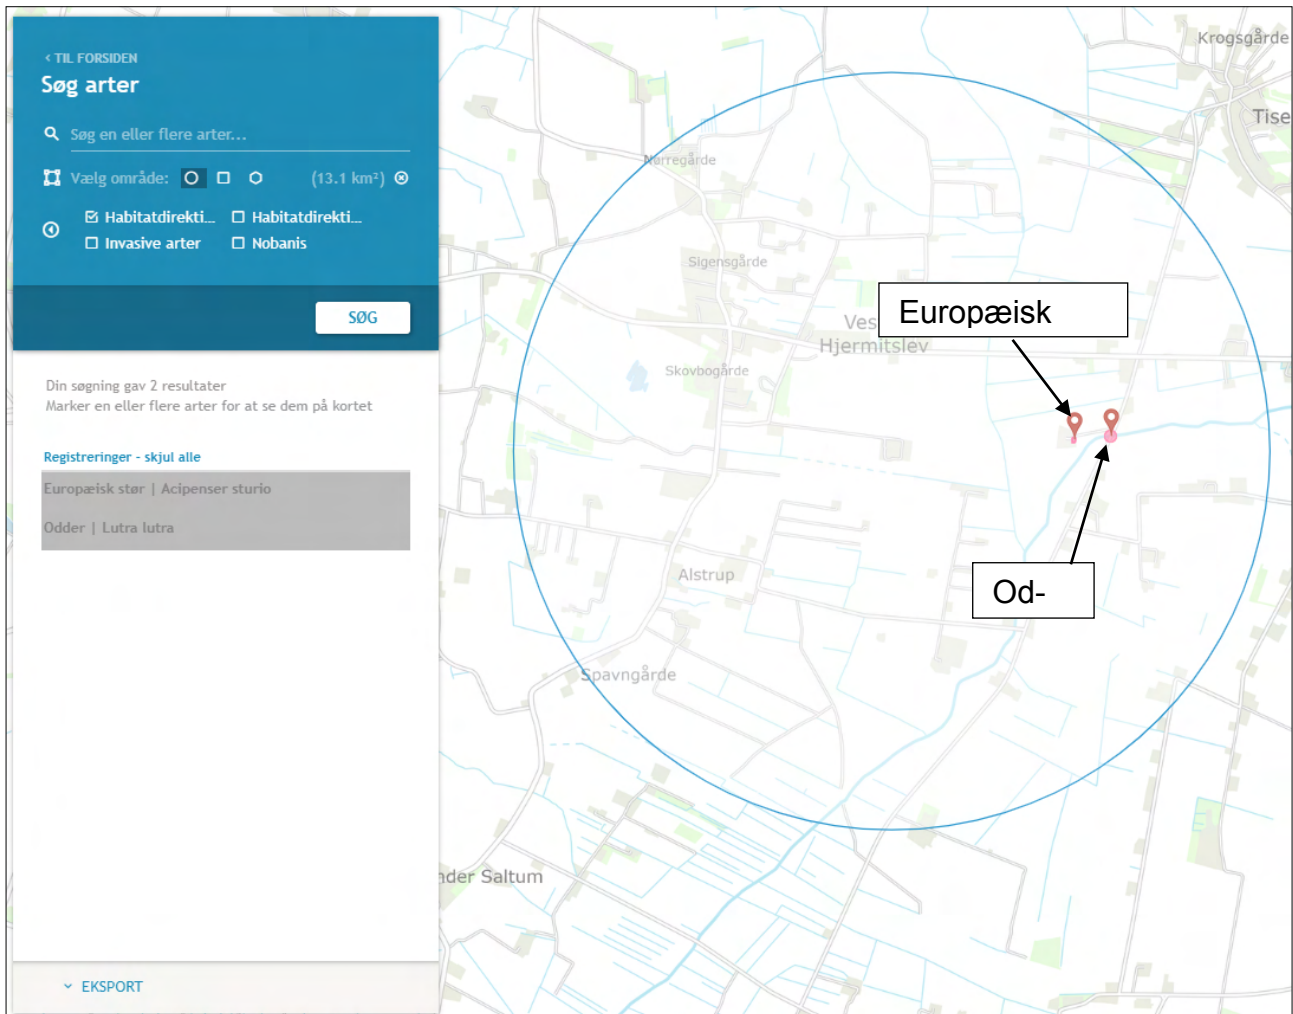 ‹ TIL FORSIDEN
Søg arter
Søg en eller flere arter...
Vælg område: (13.1 km²)
Habitatdirekti... Habitatdirekti...
Invasive arter Nobanis
SØG
Din søgning gav 2 resultater
Marker en eller flere arter for at se dem på kortet
Registreringer - skjul alle
Europæisk stør | Acipenser sturio
Odder | Lutra lutra
EKSPORT
Krogsgårde
Tise
Nørregårde
Sigensgårde
Europæisk
Ves
Hjermitslev
Skovbogårde
Od-
Alstrup
Spavngårde
nder Saltum